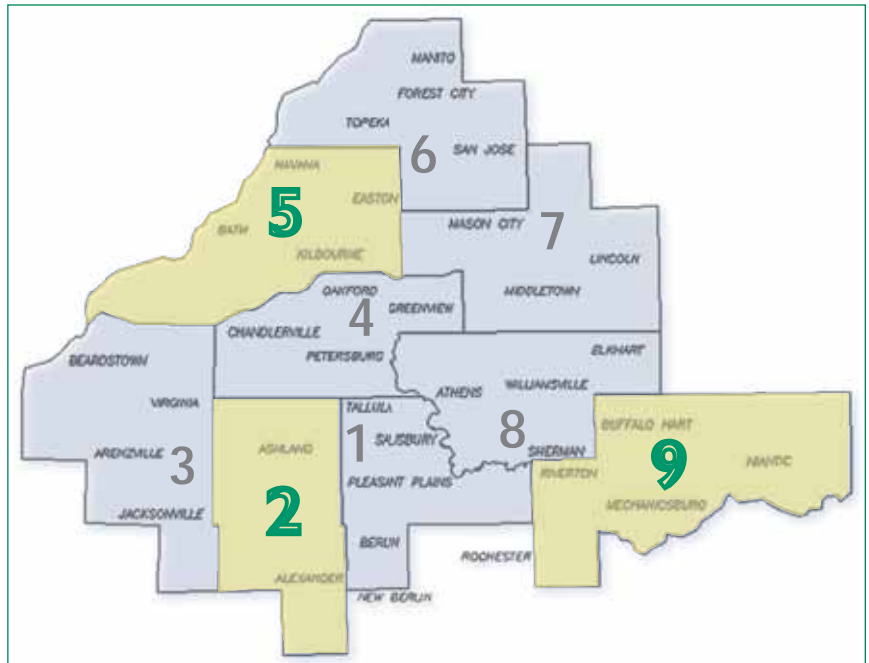 MANITO
FOREST CITY
TOPEKA
6
SAN JOSE
HAVANA
5
EASTON
BATH
KILBOURNE
MASON CITY
7
LINCOLN
MIDDLETOWN
OAKFORD
4
GREENVIEW
CHANDLERVILLE
PETERSBURG
BEARDSTOWN
VIRGINIA
ARENZVILLE
3
JACKSONVILLE
ASHLAND
2
ALEXANDER
TALLULA
1
SALISBURY
PLEASANT PLAINS
BERLIN
NEW BERLIN
ELKHART
ATHENS
WILLIAMSVILLE
8
SHERMAN
BUFFALO HART
RIVERTON
9
NIANTIC
MECHANICSBURG
ROCHESTER